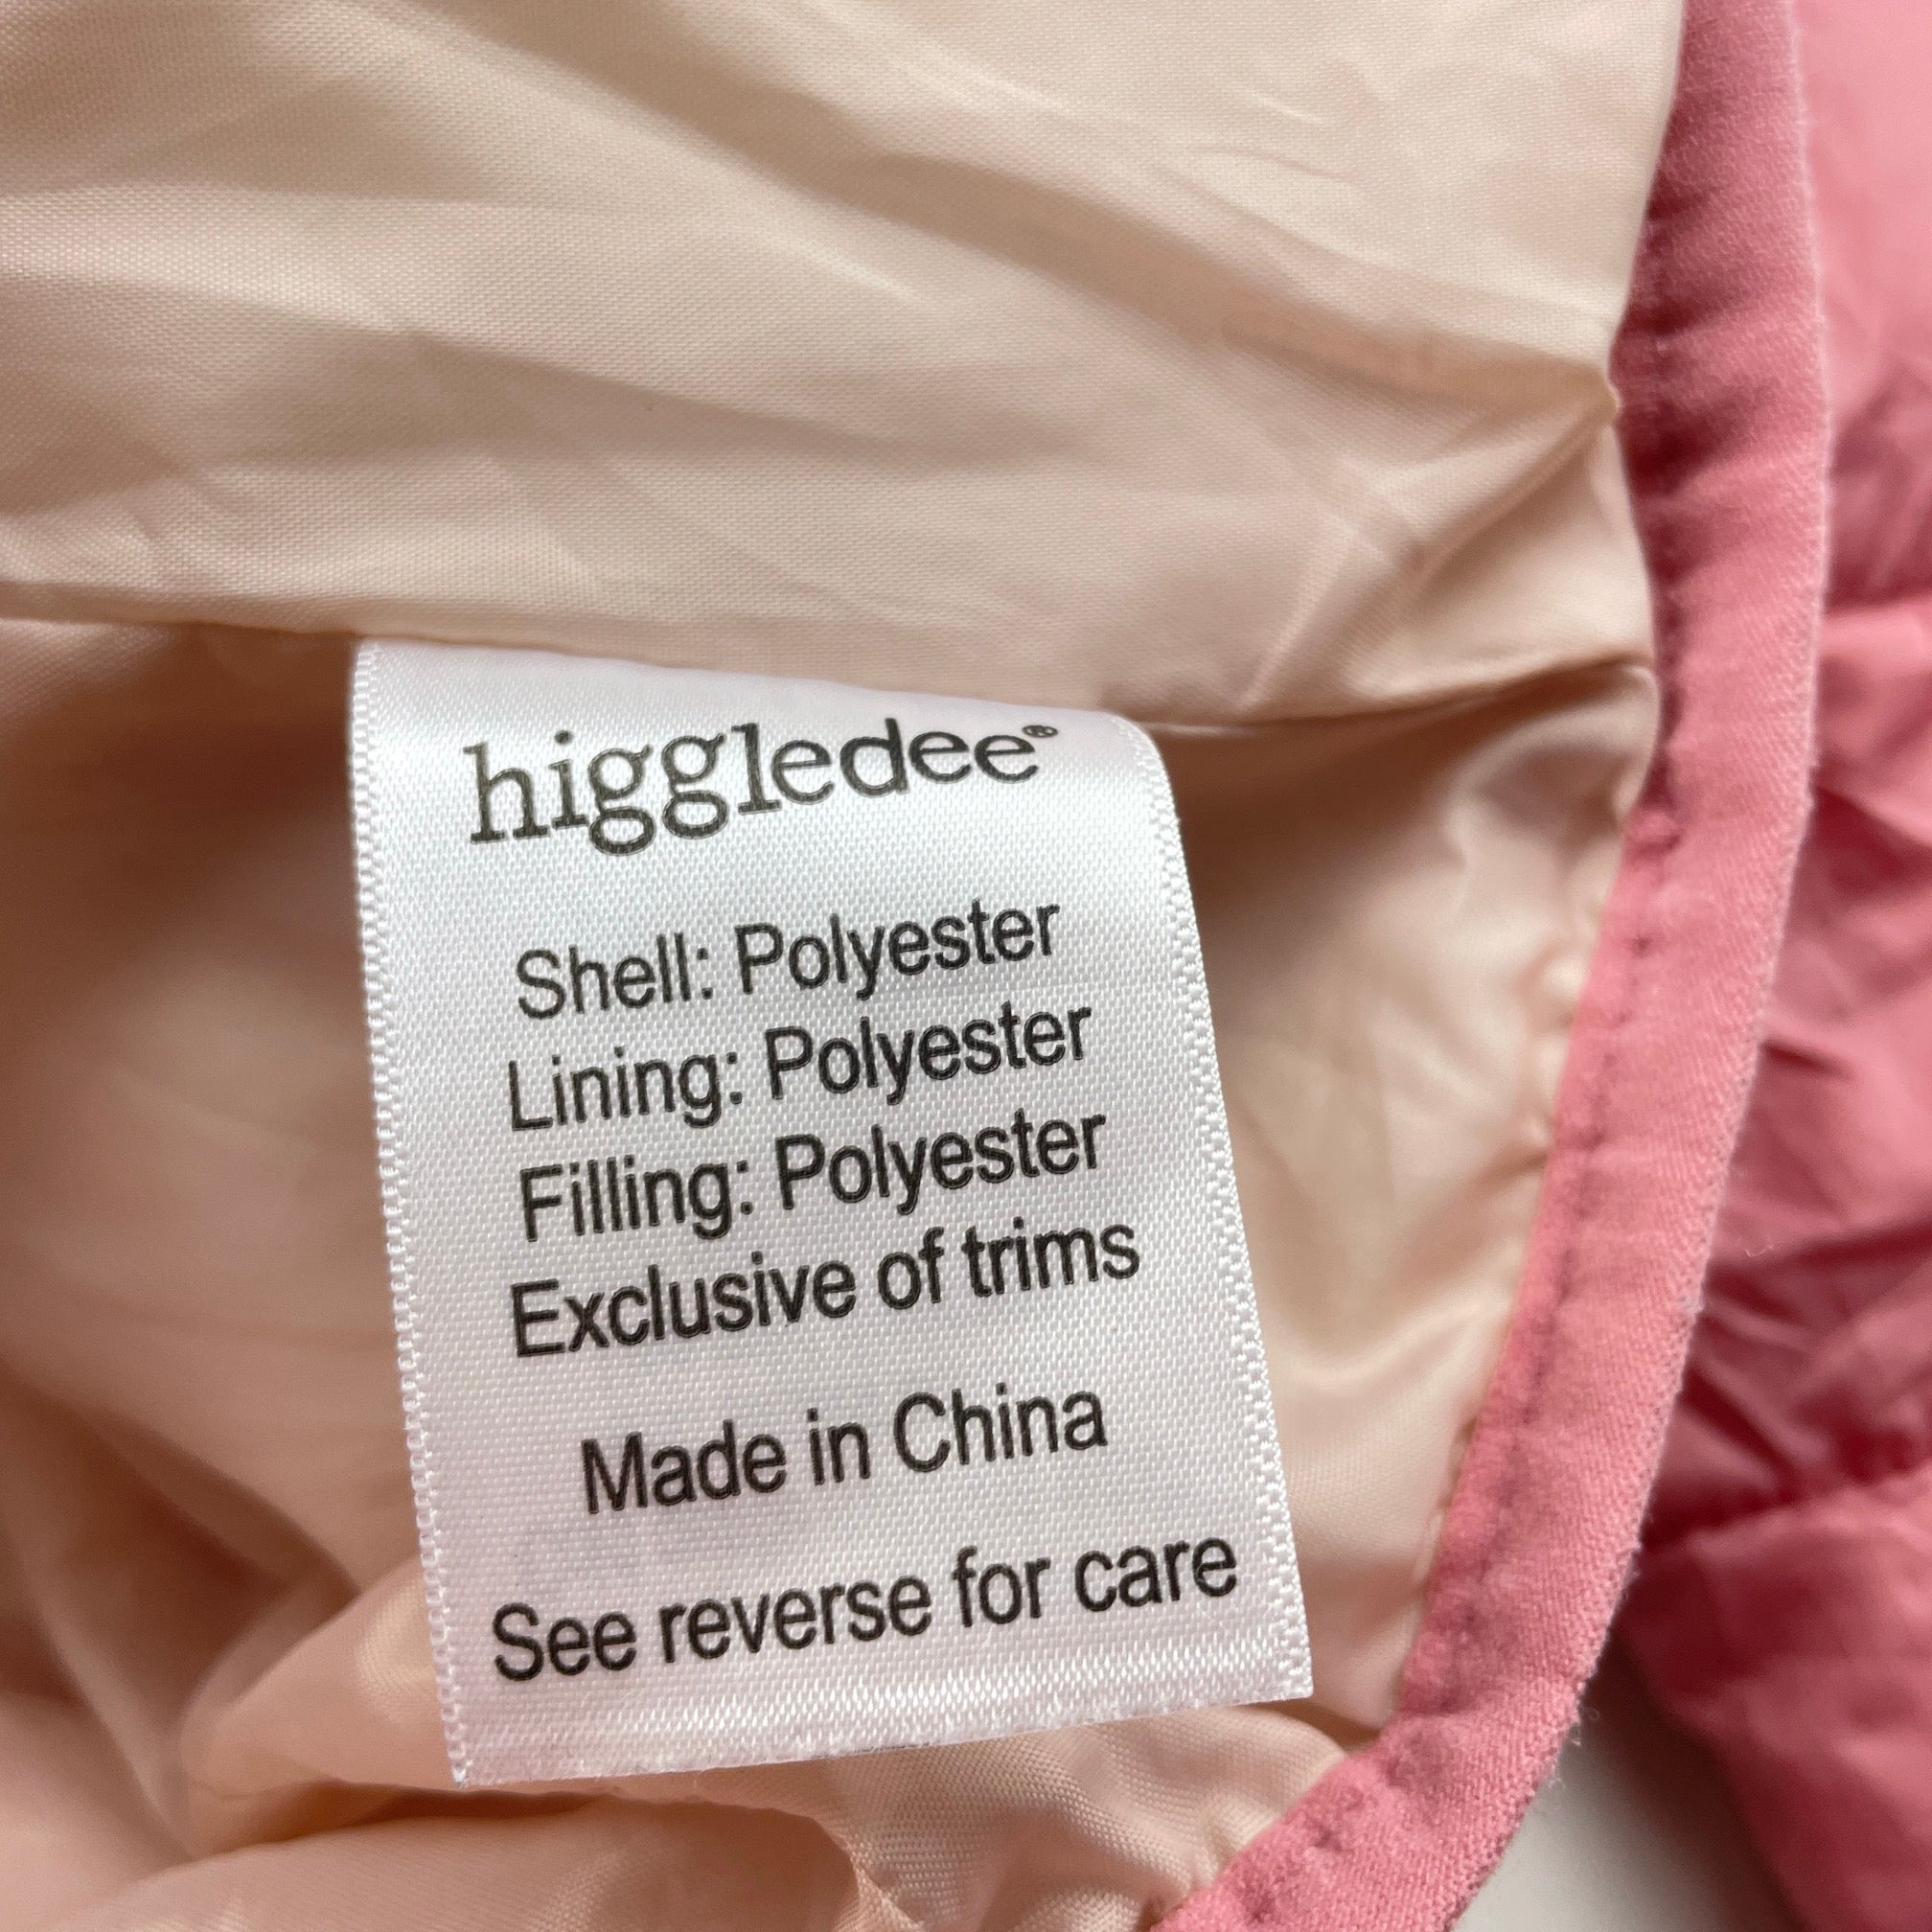 higgledee®
Shell: Polyester
Lining: Polyester
Filling: Polyester
Exclusive of trims
Made in China
See reverse for care